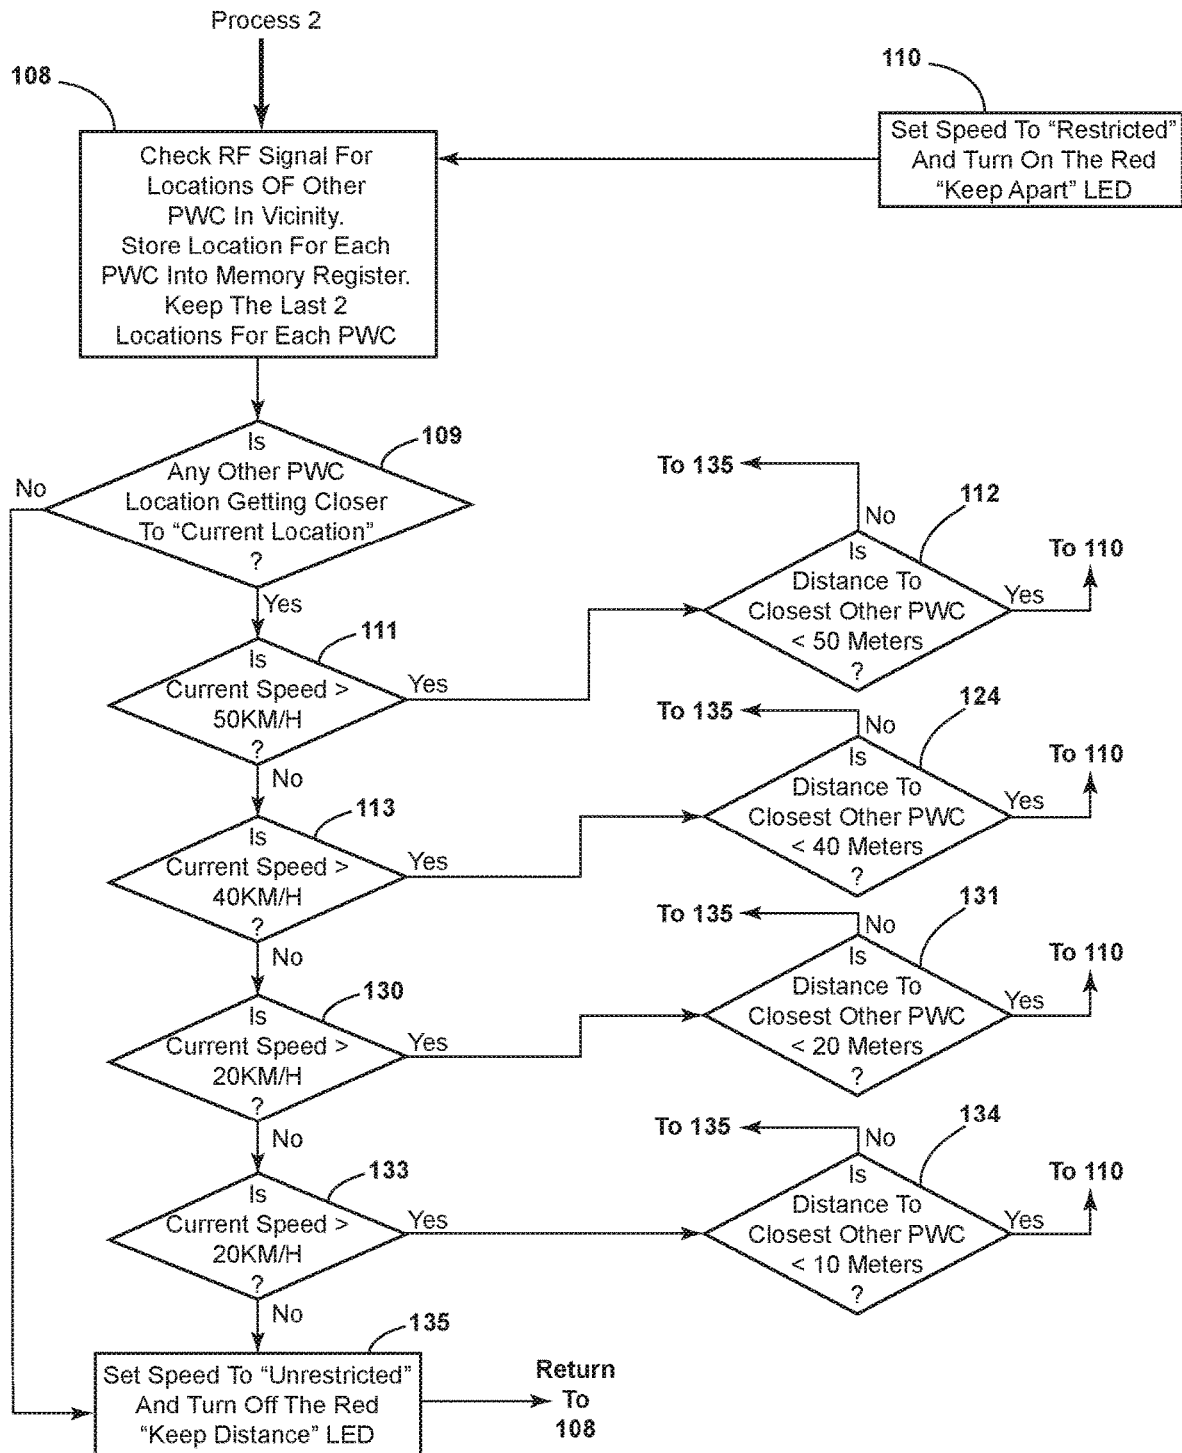 Process 2
108
110
Set Speed To “Restricted”
And Turn On The Red
“Keep Apart” LED
Check RF Signal For
Locations OF Other
PWC In Vicinity.
Store Location For Each
PWC Into Memory Register.
Keep The Last 2
Locations For Each PWC
109
Is
Any Other PWC
Location Getting Closer
To “Current Location”
?
No
Yes
111
Is
Current Speed >
50KM/H
?
Yes
No
To 135
No
112
Is
Distance To
Closest Other PWC
< 50 Meters
?
Yes
To 110
113
Is
Current Speed >
40KM/H
?
Yes
No
To 135
No
124
Is
Distance To
Closest Other PWC
< 40 Meters
?
Yes
To 110
130
Is
Current Speed >
20KM/H
?
Yes
No
To 135
No
131
Is
Distance To
Closest Other PWC
< 20 Meters
?
Yes
To 110
133
Is
Current Speed >
20KM/H
?
Yes
No
To 135
No
134
Is
Distance To
Closest Other PWC
< 10 Meters
?
Yes
To 110
135
Set Speed To “Unrestricted”
And Turn Off The Red
“Keep Distance” LED
Return
To
108